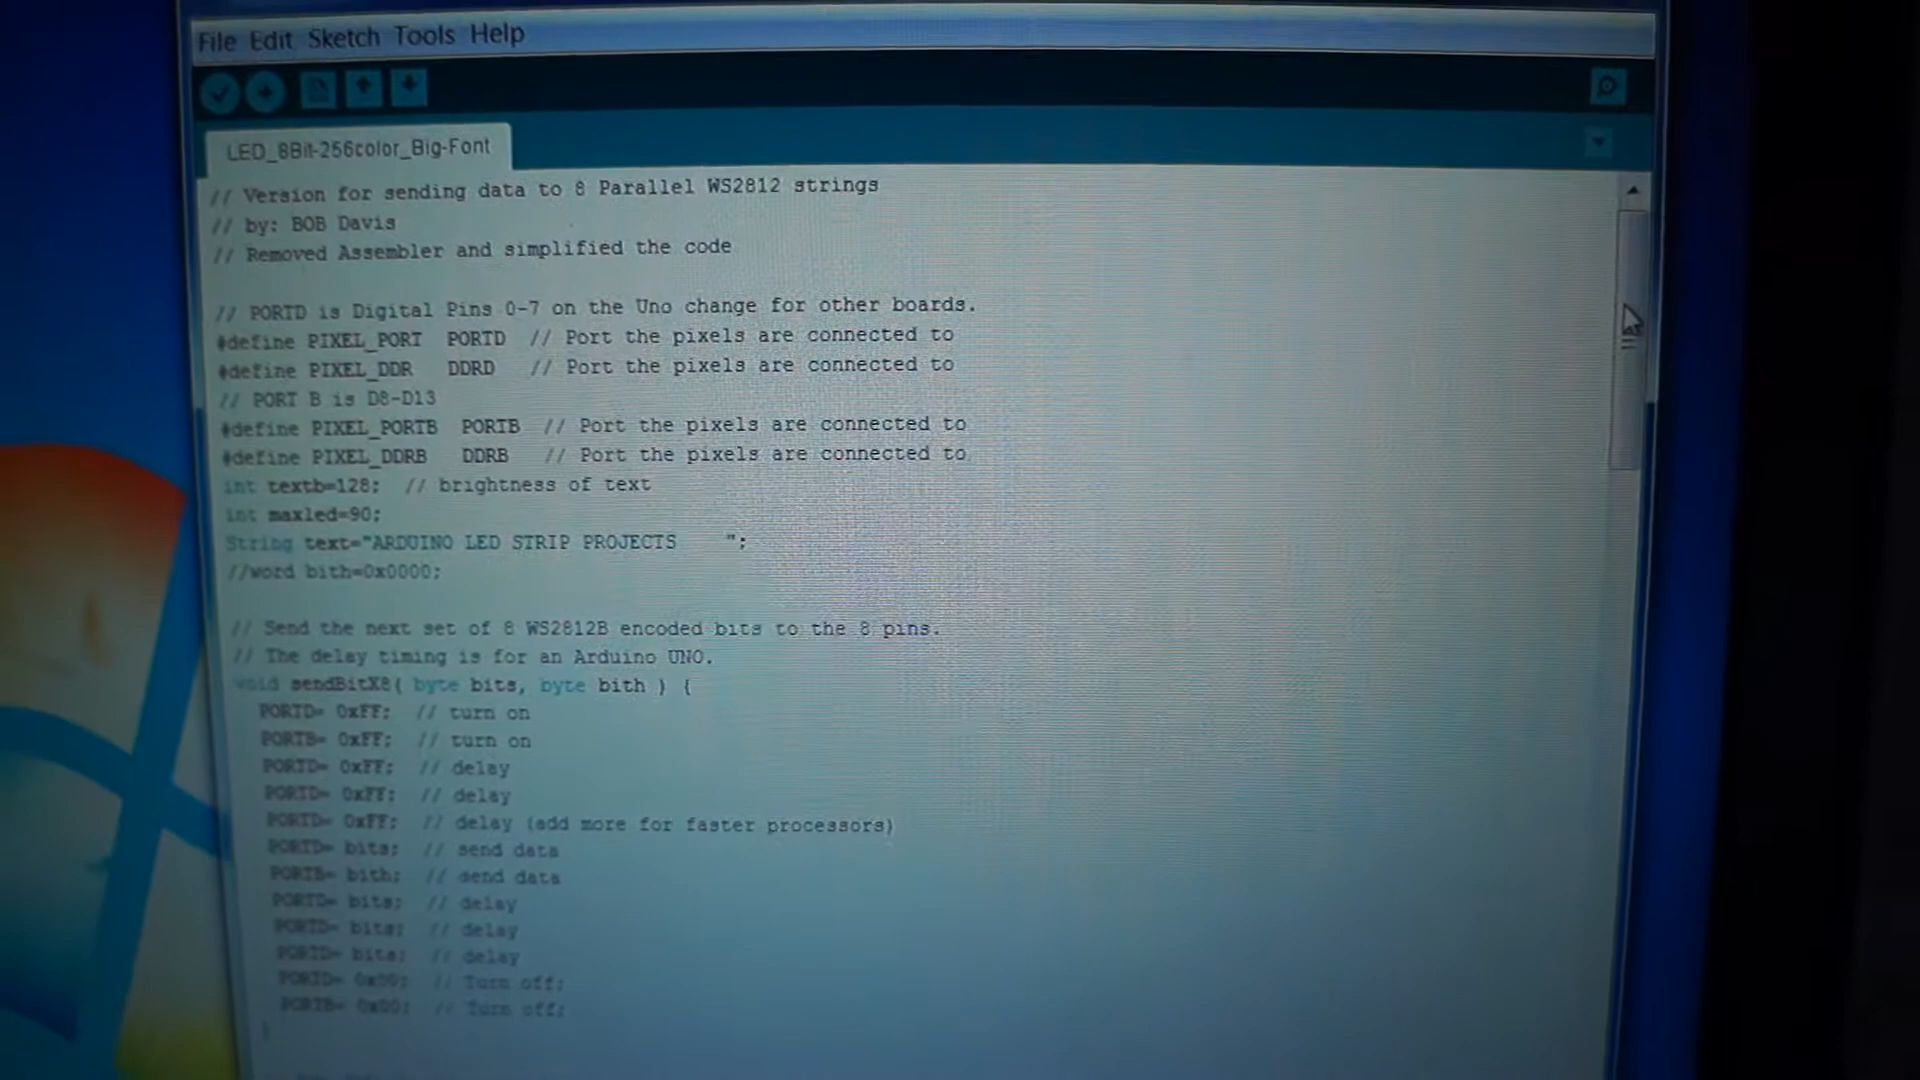 File Edit Sketch Tools Help
LED_8Bit-256color_Big-Font
// Version for sending data to 8 Parallel WS2812 strings
// by: BOB Davis
// Removed Assembler and simplified the code
// PORTD is Digital Pins 0-7 on the Uno change for other boards.
#define PIXEL_PORT  PORTD  // Port the pixels are connected to
#define PIXEL_DDR   DDRD   // Port the pixels are connected to
// PORT B is D8-D13
#define PIXEL_PORTB  PORTB  // Port the pixels are connected to
#define PIXEL_DDRB   DDRB   // Port the pixels are connected to
int textb=128;  // brightness of text
int maxled=90;
String text="ARDUINO LED STRIP PROJECTS    ";
//word bith=0x0000;
// Send the next set of 8 WS2812B encoded bits to the 8 pins.
// The delay timing is for an Arduino UNO.
void sendBitX8( byte bits, byte bith ) {
PORTD= 0xFF;  // turn on
PORTB= 0xFF;  // turn on
PORTD= 0xFF;  // delay
PORTD= 0xFF;  // delay
PORTD= 0xFF;  // delay (add more for faster processors)
PORTD= bits;  // send data
PORTB= bith;  // send data
PORTD= bits;  // delay
PORTD= bits;  // delay
PORTD= bits;  // delay
PORTD= 0x00;  // Turn off;
PORTB= 0x00;  // Turn off;
}